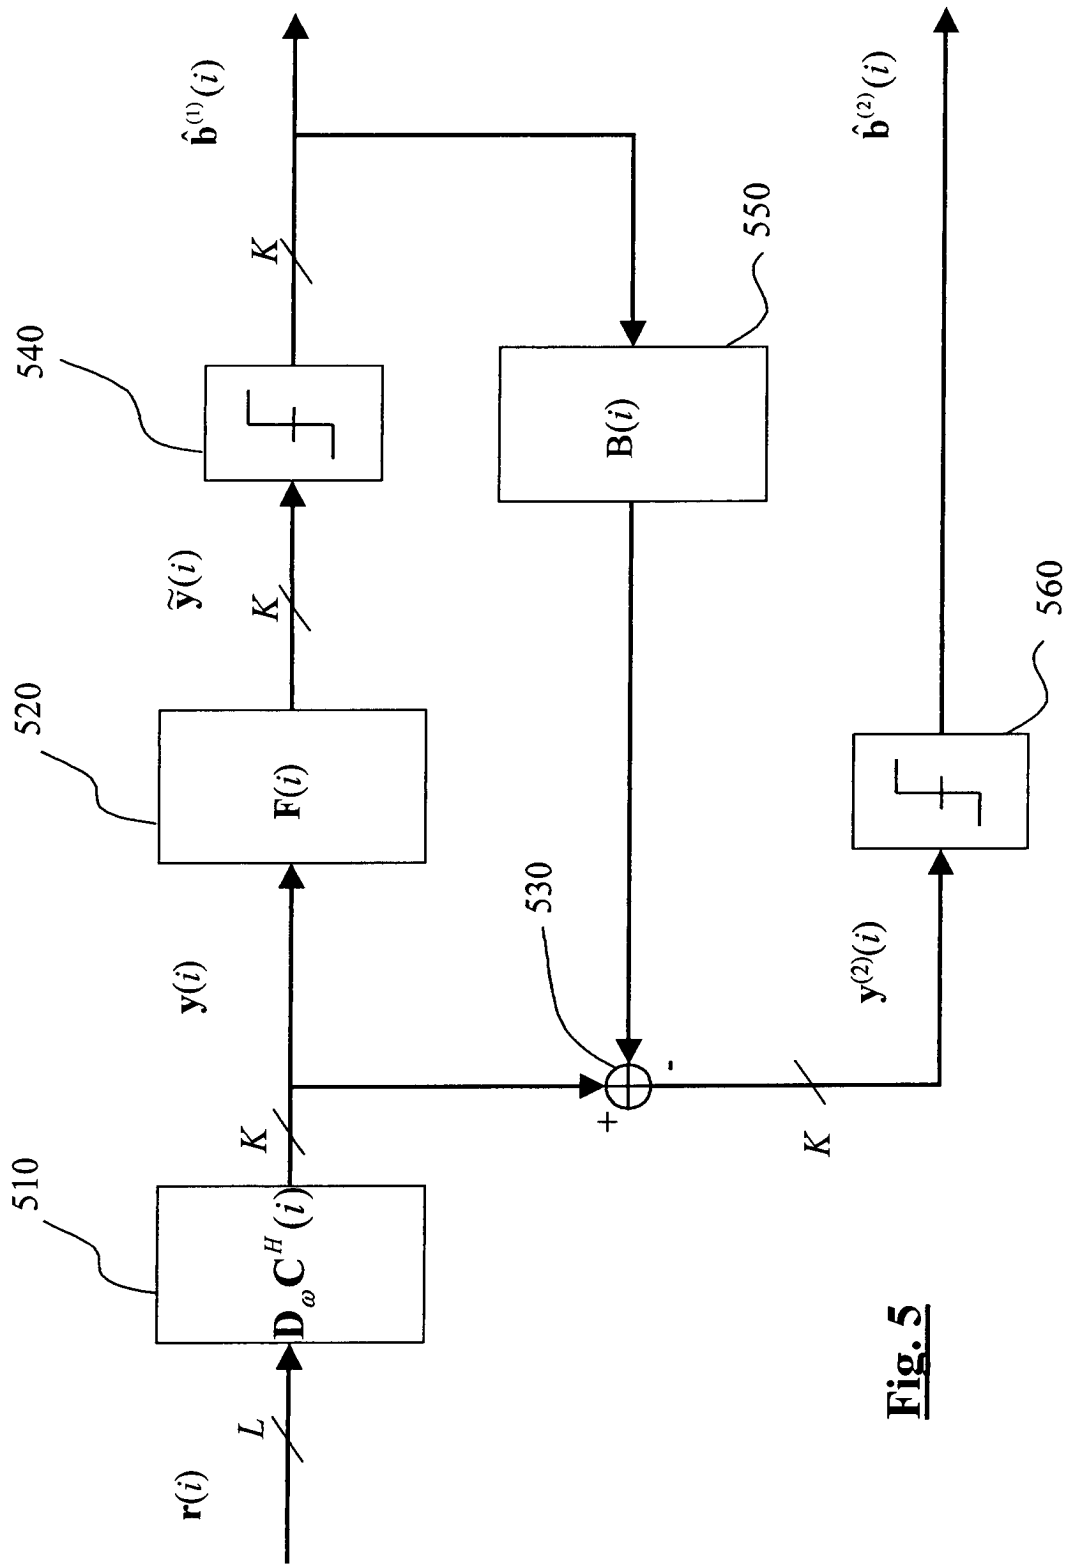 r(i)
L
510
D_ω C^H(i)
K
y(i)
520
F(i)
ỹ(i)
K
540
K
b̂^(1)(i)
530
+
-
B(i)
550
K
y^(2)(i)
560
b̂^(2)(i)
Fig. 5